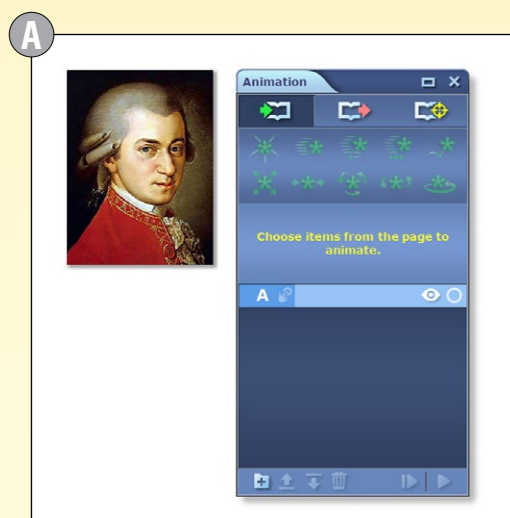 A
Animation
Choose items from the page to
animate.
A